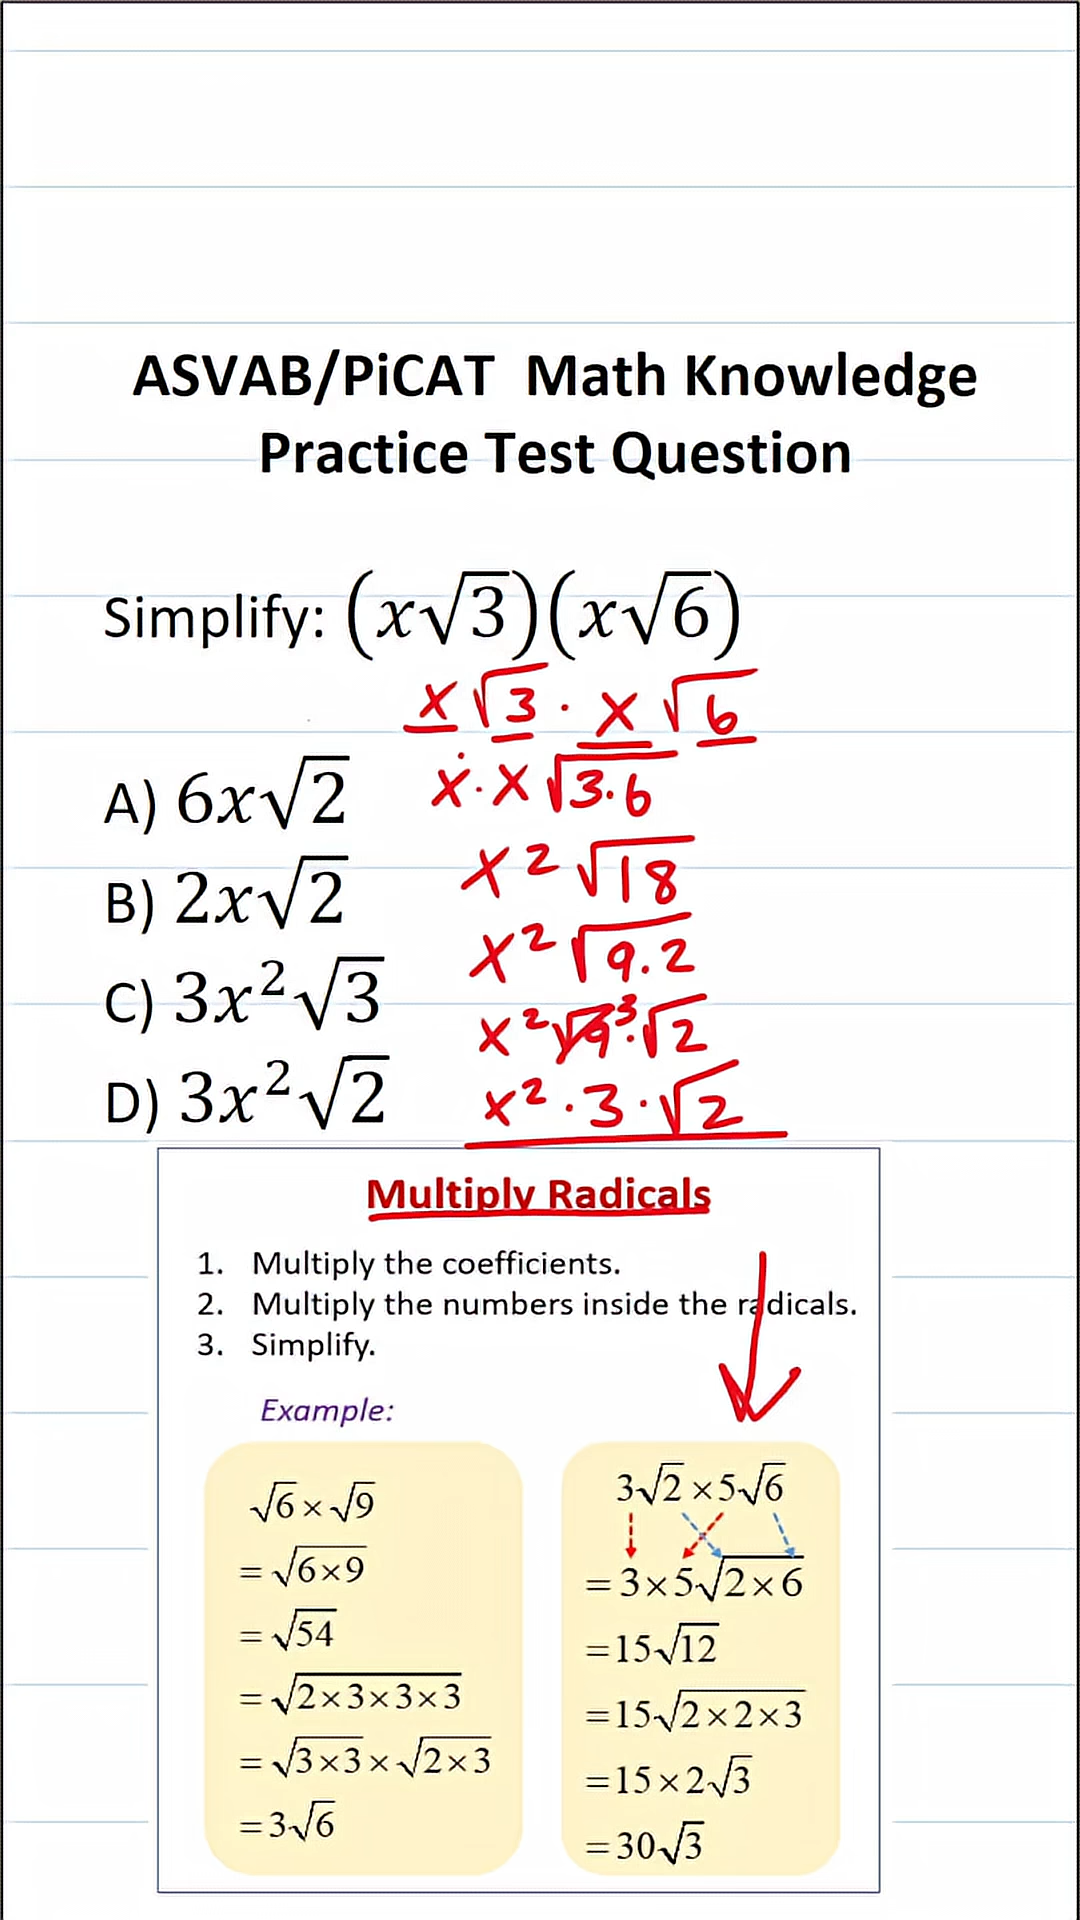 ASVAB/PiCAT Math Knowledge
Practice Test Question
Simplify: (x√3)(x√6)
x√3 · x√6
x·x√3·6
A) 6x√2
x²√18
B) 2x√2
x²√9.2
C) 3x²√3
x²√9³·√2
D) 3x²√2
x²·3·√2
Multiply Radicals
1. Multiply the coefficients.
2. Multiply the numbers inside the radicals.
3. Simplify.
Example:
√6×√9
=√6×9
=√54
=√2×3×3×3
=√3×3×√2×3
=3√6
3√2×5√6
=3×5√2×6
=15√12
=15√2×2×3
=15×2√3
=30√3